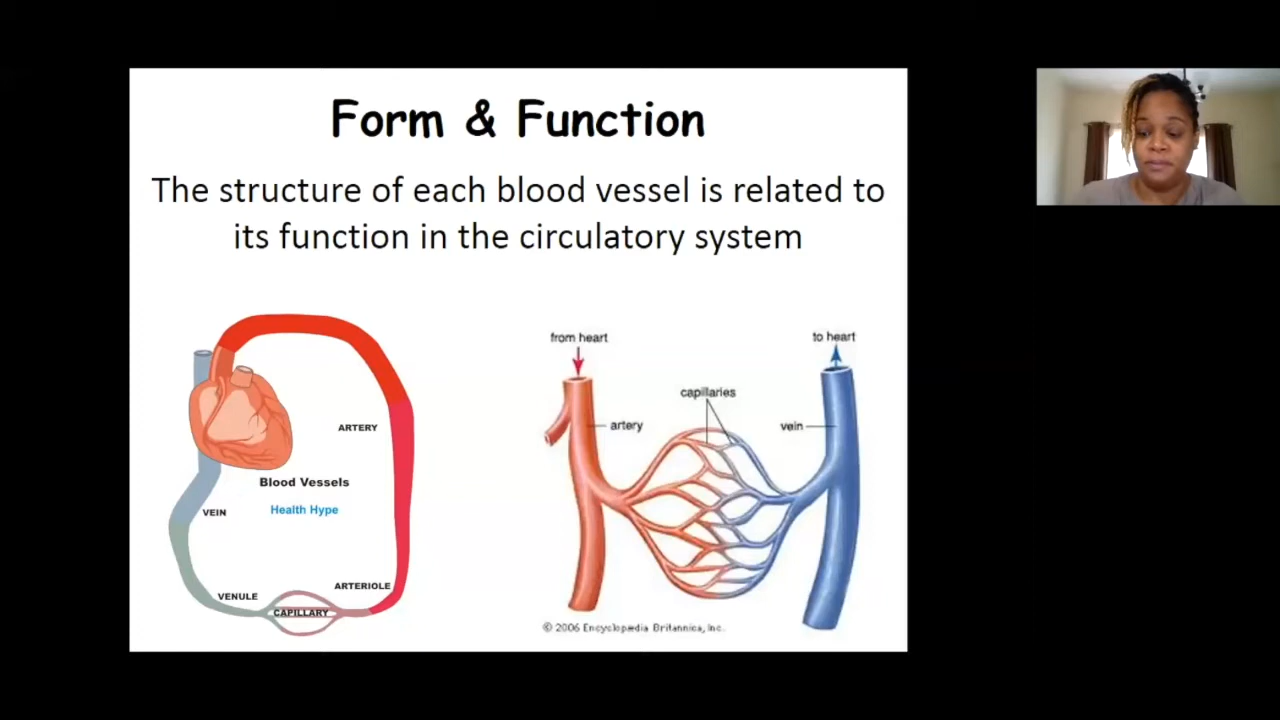 Form & Function
The structure of each blood vessel is related to
its function in the circulatory system
ARTERY
Blood Vessels
Health Hype
VEIN
ARTERIOLE
VENULE
CAPILLARY
from heart
to heart
capillaries
artery
vein
© 2006 Encyclopædia Britannica, Inc.